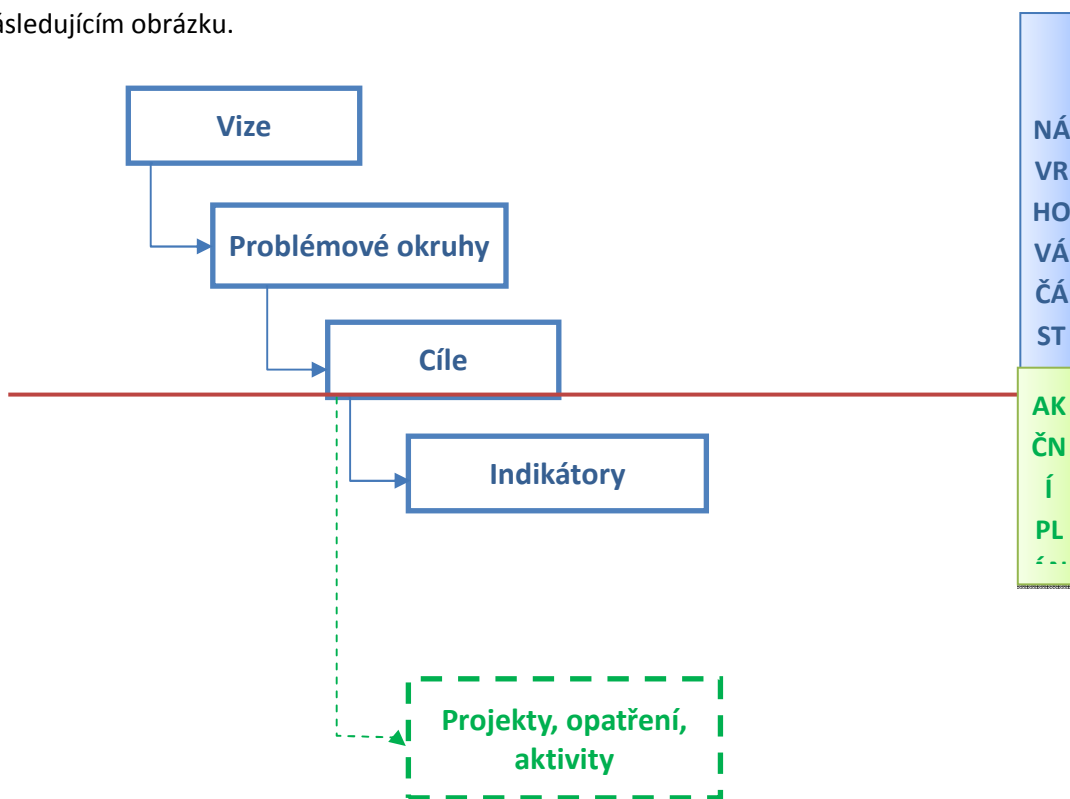 ásledujícím obrázku.
Vize
Problémové okruhy
Cíle
Indikátory
Projekty, opatření,
aktivity
NÁ
VR
HO
VÁ
ČÁ
ST
AK
ČN
Í
PL